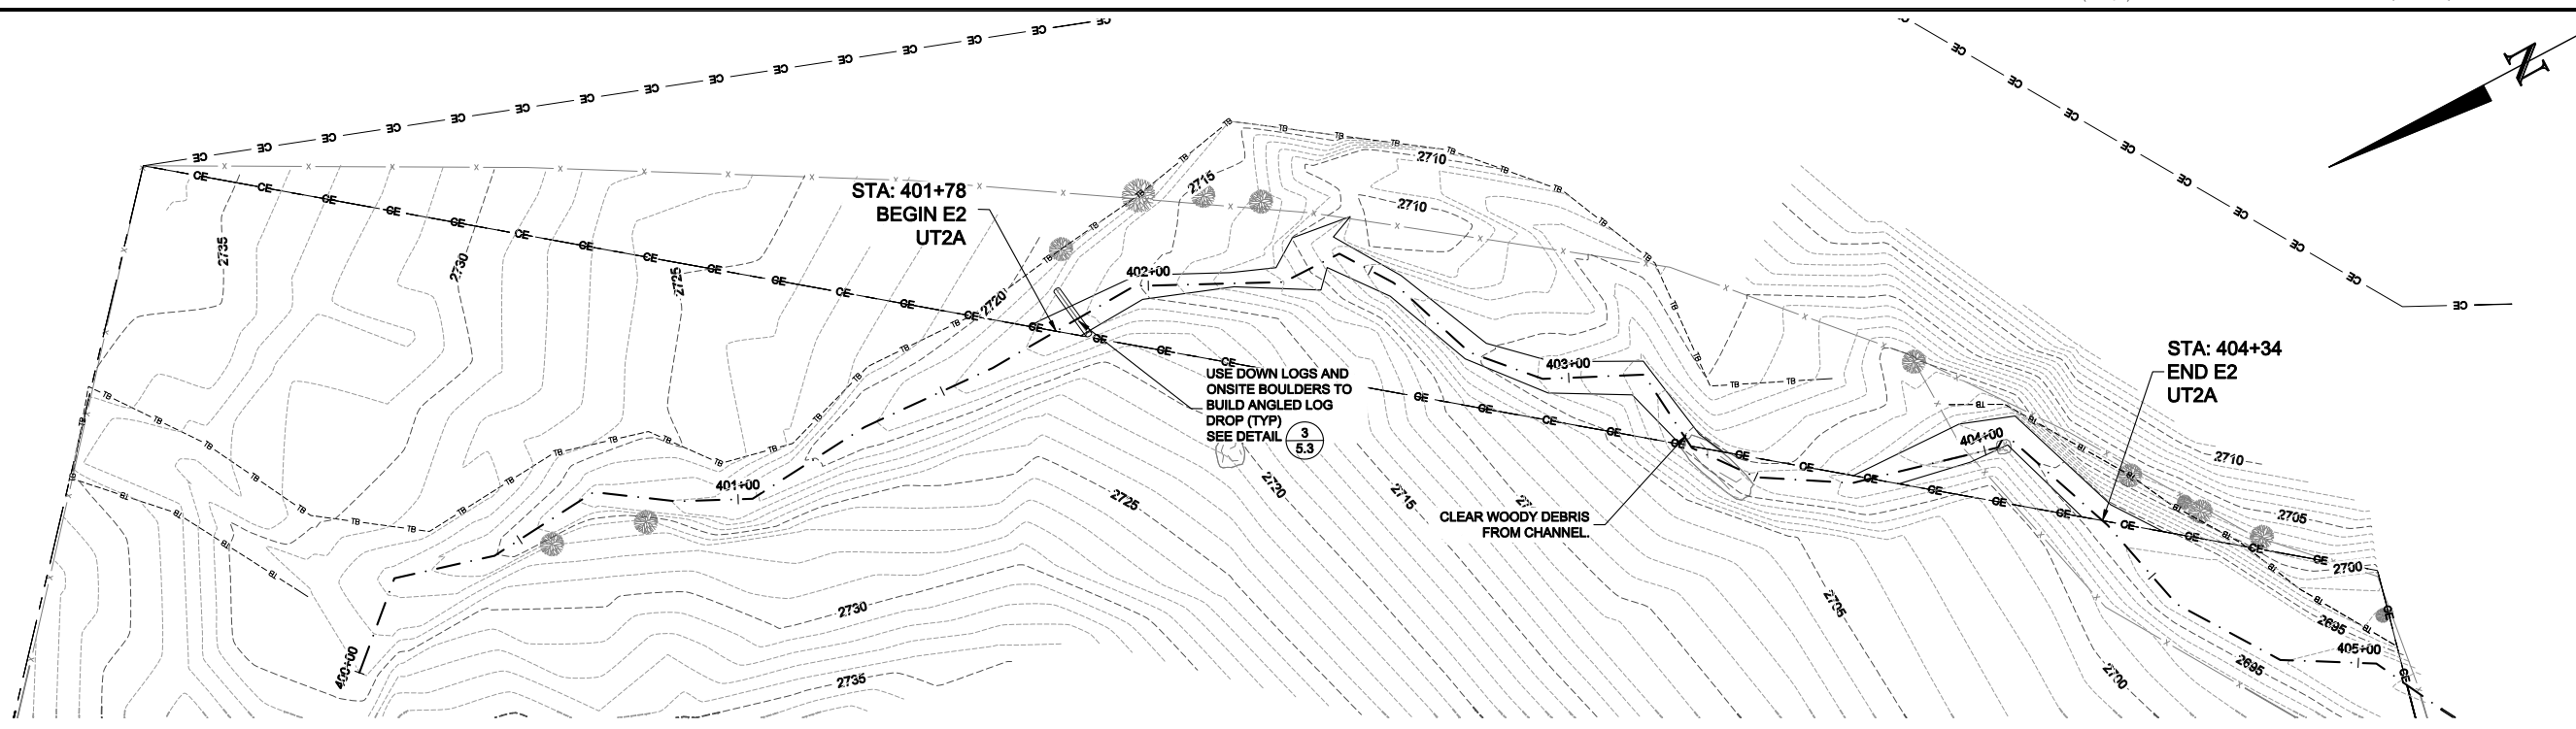 N
STA: 401+78
BEGIN E2
UT2A
2715
2710
2710
2735
2730
2725
2720
402+00
USE DOWN LOGS AND
ONSITE BOULDERS TO
BUILD ANGLED LOG
DROP (TYP)
SEE DETAIL
3
5.3
403+00
STA: 404+34
END E2
UT2A
404+00
2710
2705
2700
401+00
2725
2720
2715
CLEAR WOODY DEBRIS
FROM CHANNEL.
2705
2730
2735
400+00
2700
2695
2695
405+00
CE
TB
X